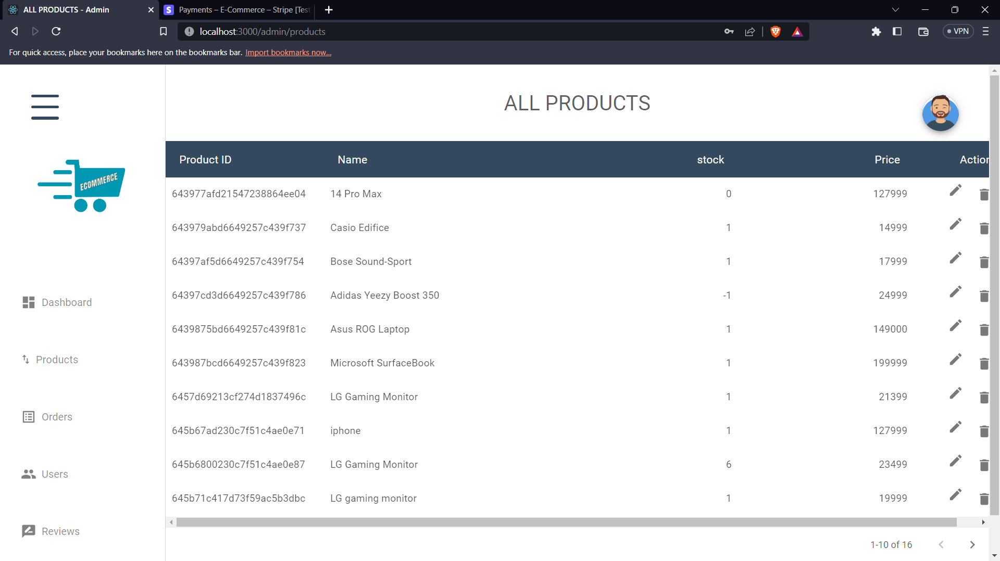 ALL PRODUCTS - Admin
Payments – E-Commerce – Stripe [Test
localhost:3000/admin/products
VPN
For quick access, place your bookmarks here on the bookmarks bar. Import bookmarks now...
ALL PRODUCTS
ECOMMERCE
Product ID Name stock Price Action
643977afd21547238864ee04 14 Pro Max 0 127999
643979abd6649257c439f737 Casio Edifice 1 14999
64397af5d6649257c439f754 Bose Sound-Sport 1 17999
64397cd3d6649257c439f786 Adidas Yeezy Boost 350 -1 24999
6439875bd6649257c439f81c Asus ROG Laptop 1 149000
643987bcd6649257c439f823 Microsoft SurfaceBook 1 199999
6457d69213cf274d1837496c LG Gaming Monitor 1 21399
645b67ad230c7f51c4ae0e71 iphone 1 127999
645b6800230c7f51c4ae0e87 LG Gaming Monitor 6 23499
645b71c417d73f59ac5b3dbc LG gaming monitor 1 19999
1-10 of 16
Dashboard
Products
Orders
Users
Reviews